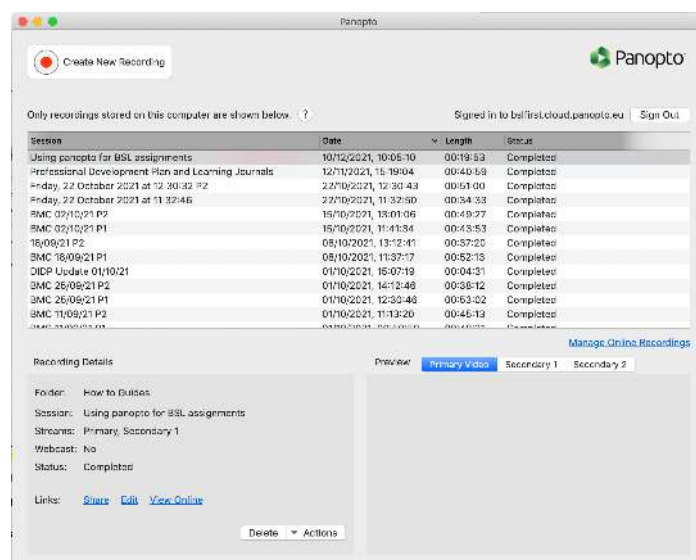 Panopto
Create New Recording
Panopto
Only recordings stored on this computer are shown below. ?
Signed in to bslfirst.cloud.panopto.eu Sign Out
Session Date Length Status
Using panopto for BSL assignments 10/12/2021, 10:05:10 00:19:53 Completed
Professional Development Plan and Learning Journals 12/11/2021, 15:19:04 00:40:59 Completed
Friday, 22 October 2021 at 12:30:32 P2 22/10/2021, 12:30:43 00:51:00 Completed
Friday, 22 October 2021 at 11:32:46 22/10/2021, 11:32:50 00:34:33 Completed
BMC 02/10/21 P2 15/10/2021, 13:01:06 00:49:27 Completed
BMC 02/10/21 P1 15/10/2021, 11:41:34 00:43:53 Completed
18/09/21 P2 08/10/2021, 13:12:41 00:37:20 Completed
BMC 18/09/21 P1 08/10/2021, 11:37:17 00:52:13 Completed
DIDP Update 01/10/21 01/10/2021, 15:07:19 00:04:31 Completed
BMC 25/09/21 P2 01/10/2021, 14:12:46 00:38:12 Completed
BMC 25/09/21 P1 01/10/2021, 12:30:46 00:53:02 Completed
BMC 11/09/21 P2 01/10/2021, 11:13:20 00:45:13 Completed
Manage Online Recordings
Recording Details
Preview Primary Video Secondary 1 Secondary 2
Folder: How to Guides
Session: Using panopto for BSL assignments
Streams: Primary, Secondary 1
Webcast: No
Status: Completed
Links: Share Edit View Online
Delete Actions